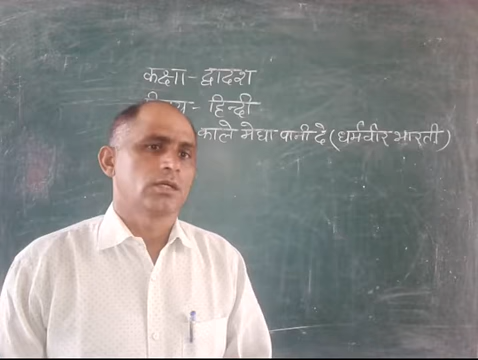 कक्षा - द्वादश
- हिन्दी
काले मेघा पानी दे (धर्मवीर भारती)